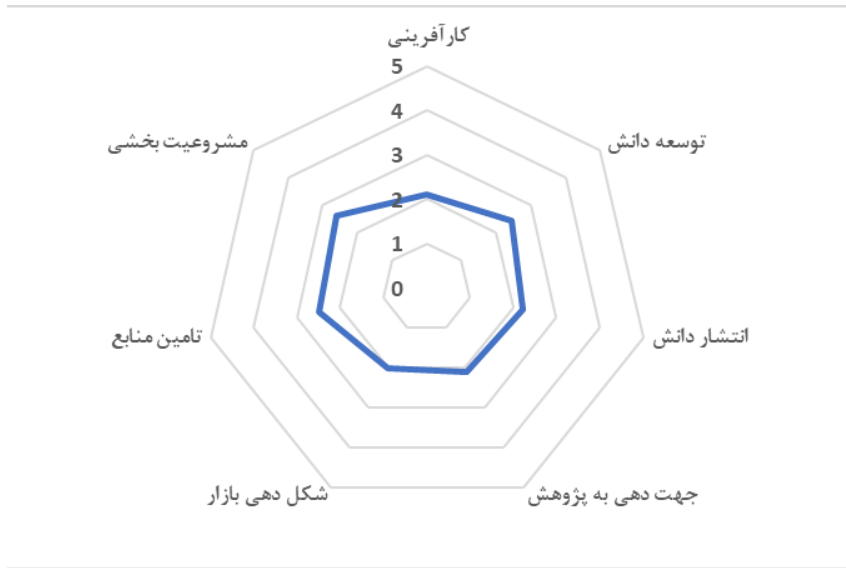 کارآفرینی
5
4
3
2
1
0
توسعه دانش
انتشار دانش
جهت دهی به پژوهش
شکل دهی بازار
تامین منابع
مشروعیت بخشی